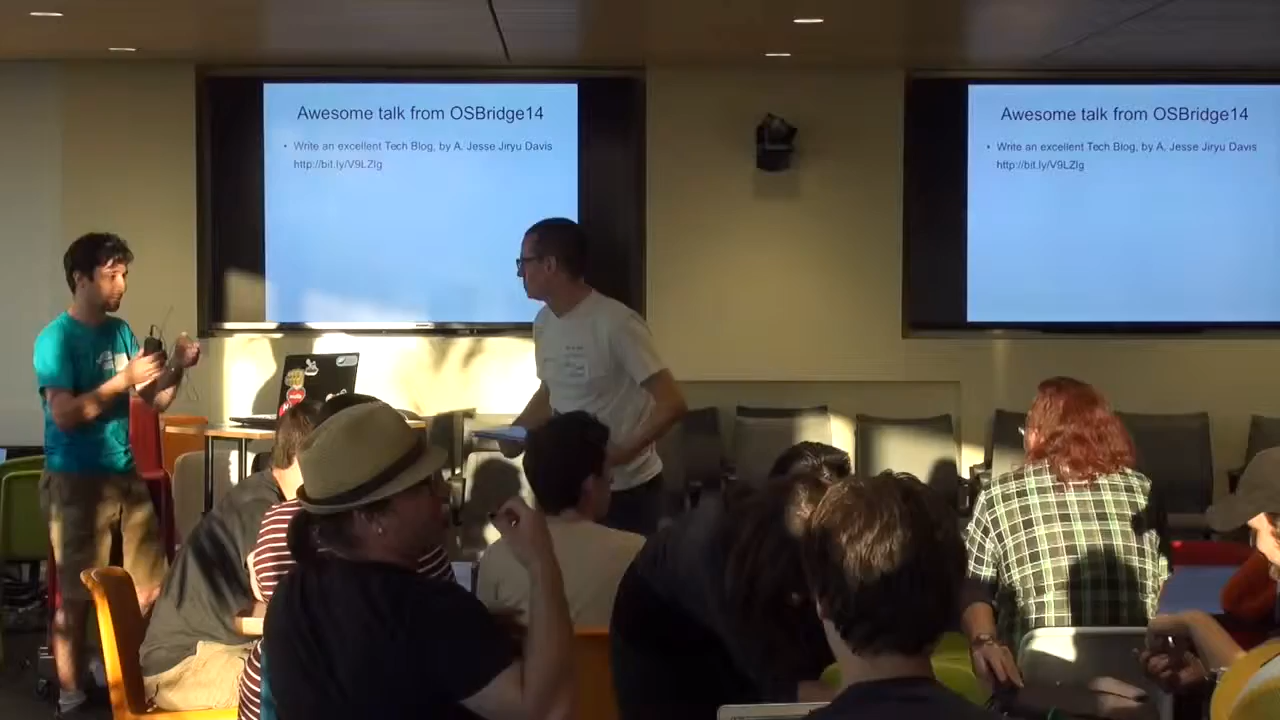 Awesome talk from OSBridge14
• Write an excellent Tech Blog, by A. Jesse Jiryu Davis
http://bit.ly/V9LZlg
Awesome talk from OSBridge14
• Write an excellent Tech Blog, by A. Jesse Jiryu Davis
http://bit.ly/V9LZlg